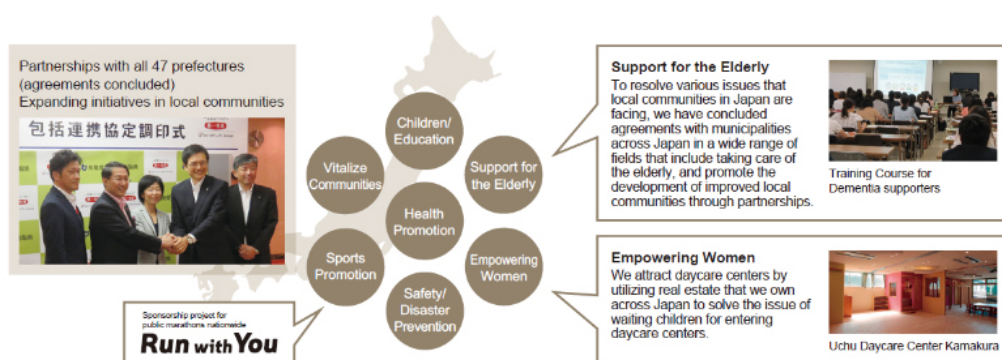 Partnerships with all 47 prefectures
(agreements concluded)
Expanding initiatives in local communities
包括連携協定調印式
Children/
Education
Vitalize
Communities
Support for
the Elderly
Health
Promotion
Sports
Promotion
Empowering
Women
Safety/
Disaster
Prevention
Sponsorship project for
public marathons nationwide
Run with You
Support for the Elderly
To resolve various issues that
local communities in Japan are
facing, we have concluded
agreements with municipalities
across Japan in a wide range of
fields that include taking care of
the elderly, and promote the
development of improved local
communities through partnerships.
Training Course for
Dementia supporters
Empowering Women
We attract daycare centers by
utilizing real estate that we own
across Japan to solve the issue of
waiting children for entering
daycare centers.
Uchu Daycare Center Kamakura